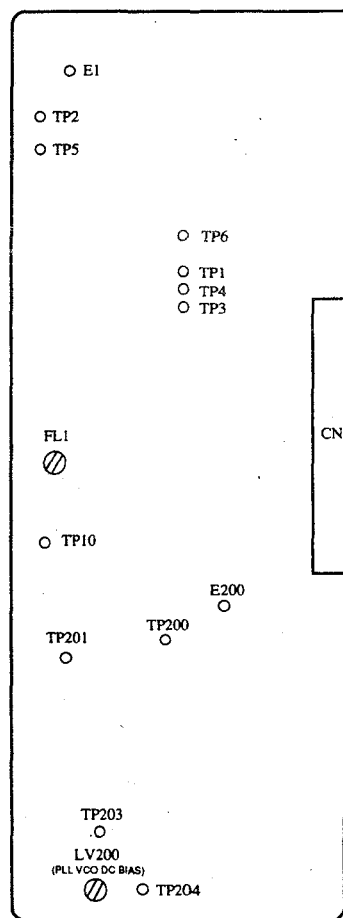 E1
TP2
TP5
TP6
TP1
TP4
TP3
FL1
CN
TP10
E200
TP200
TP201
TP203
LV200
(PLL VCO DC BIAS)
TP204